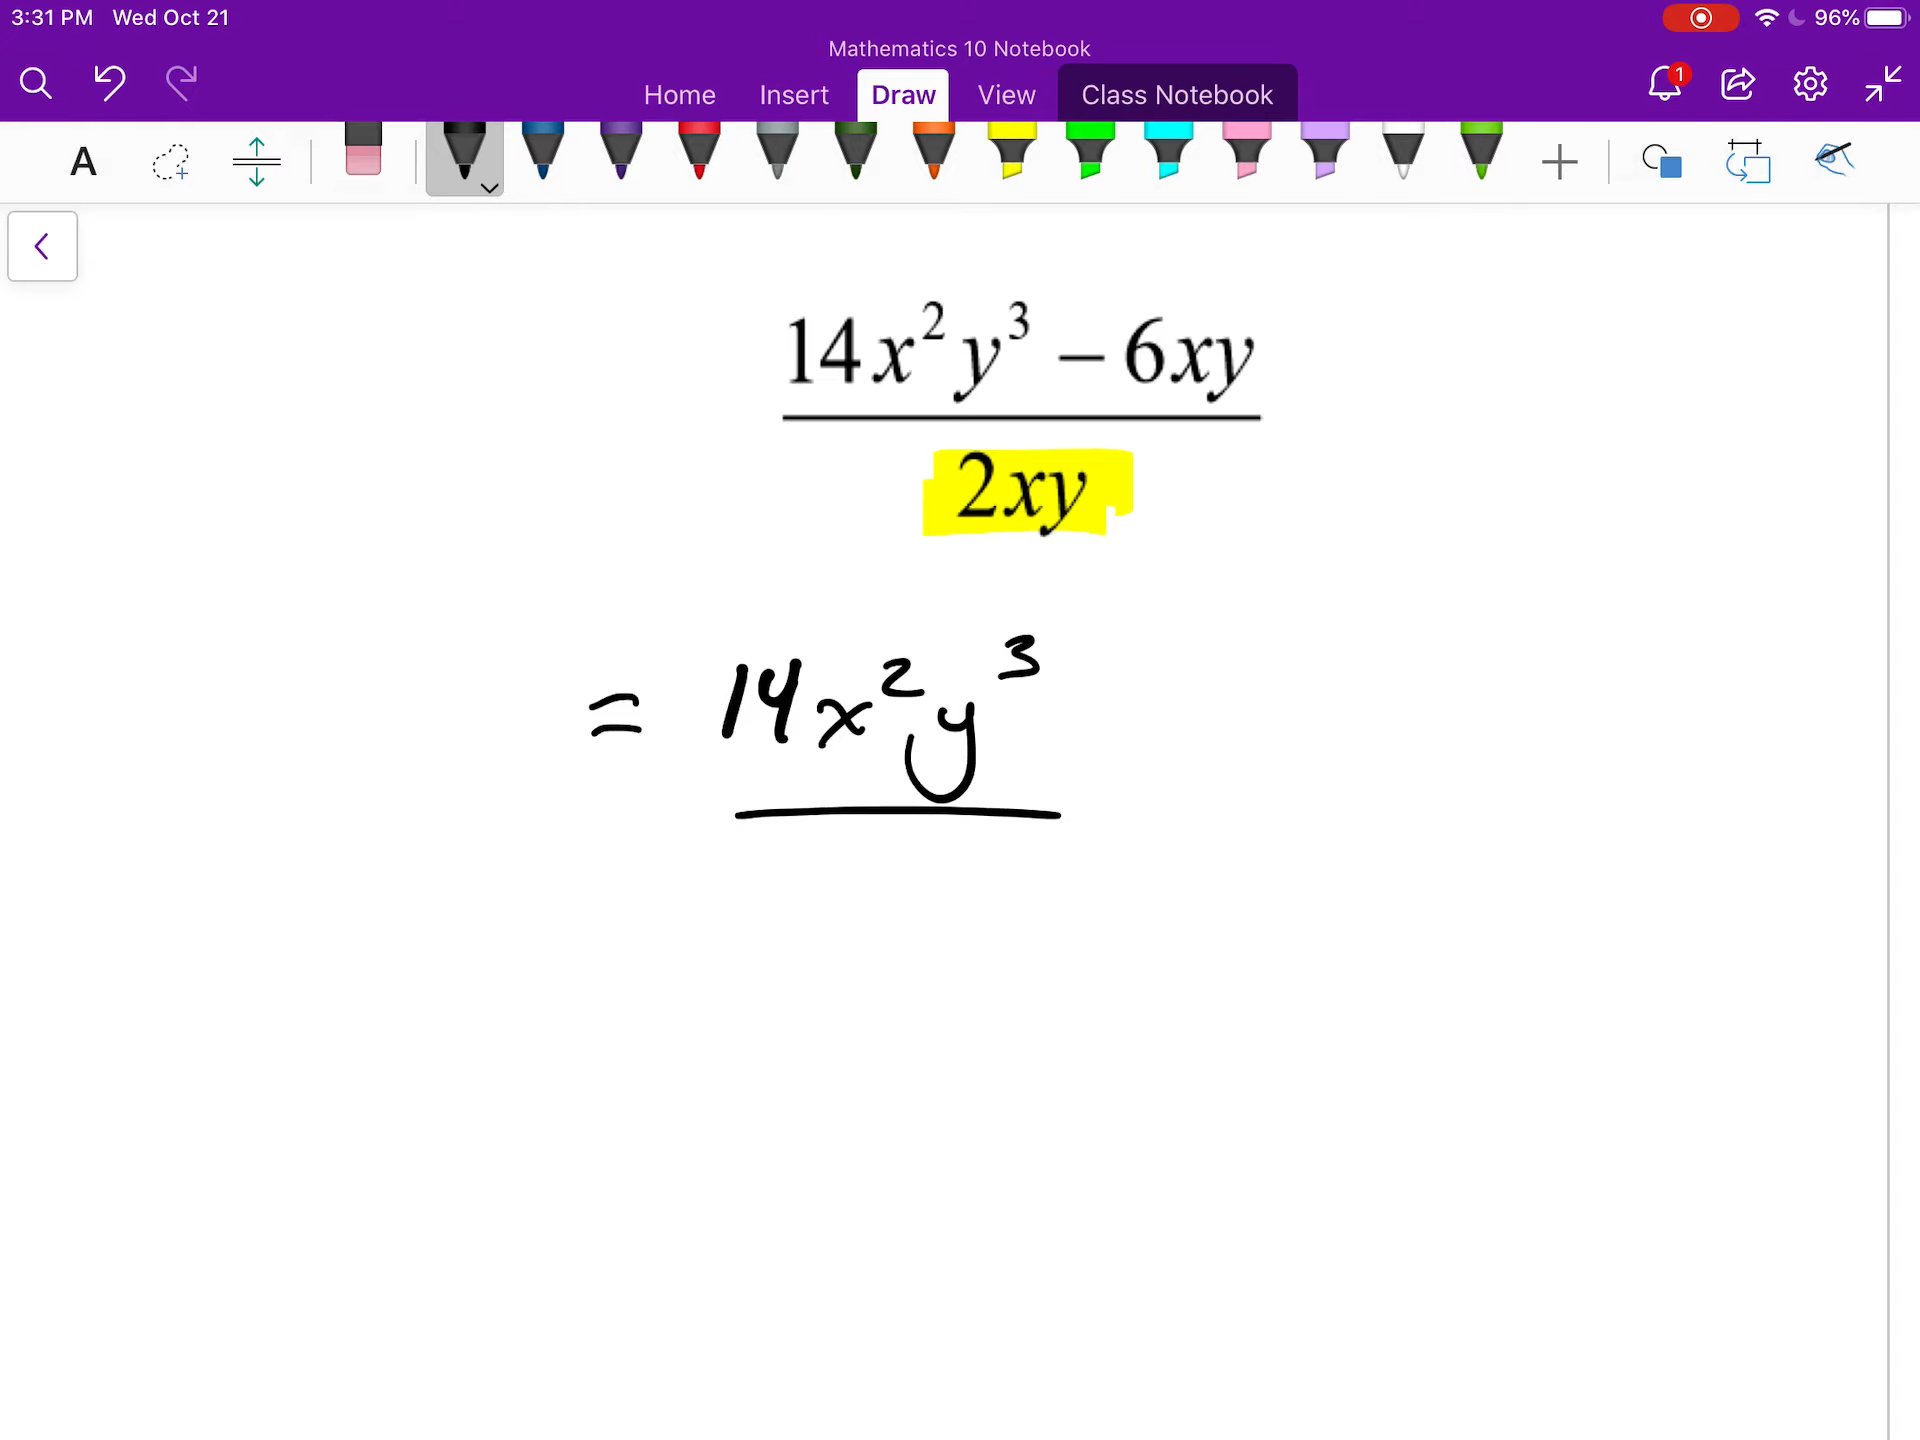 3:31 PM Wed Oct 21 96%
Mathematics 10 Notebook
Home Insert Draw View Class Notebook 1
A
14x²y³ – 6xy
2xy
= 14x²y³